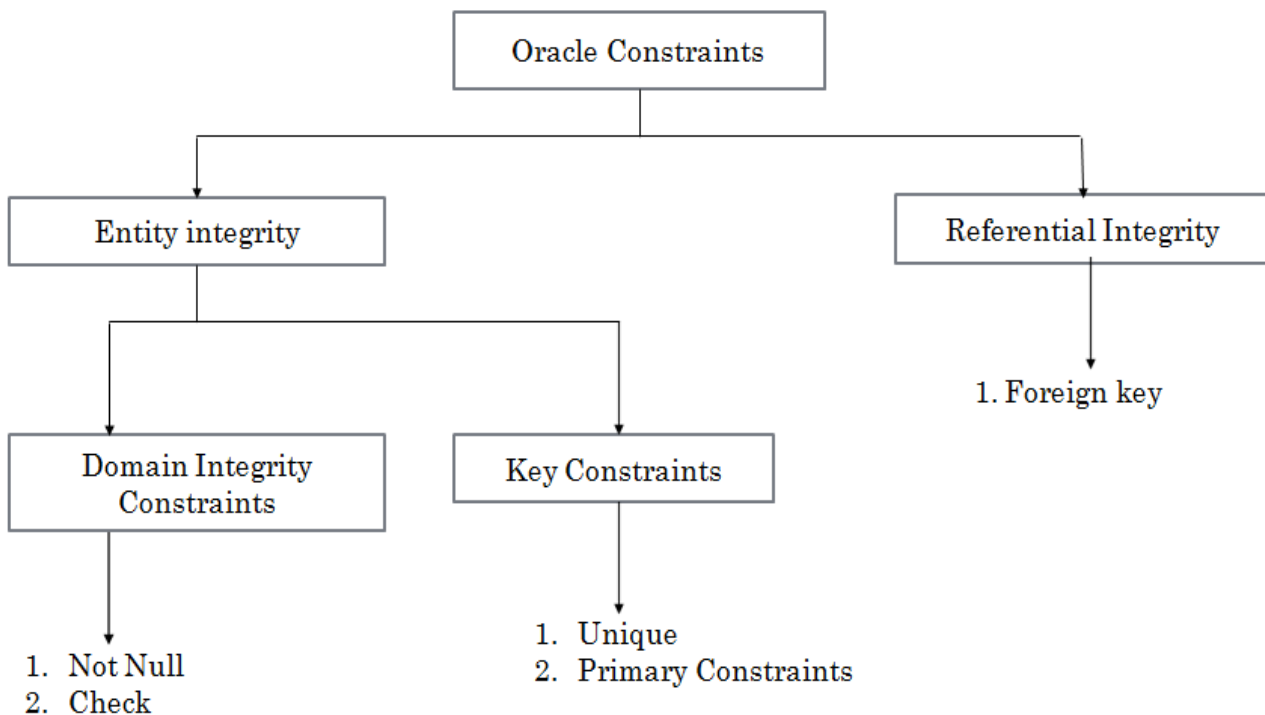 Oracle Constraints
Entity integrity
Referential Integrity
1. Foreign key
Domain Integrity
Constraints
Key Constraints
1. Unique
2. Primary Constraints
1. Not Null
2. Check